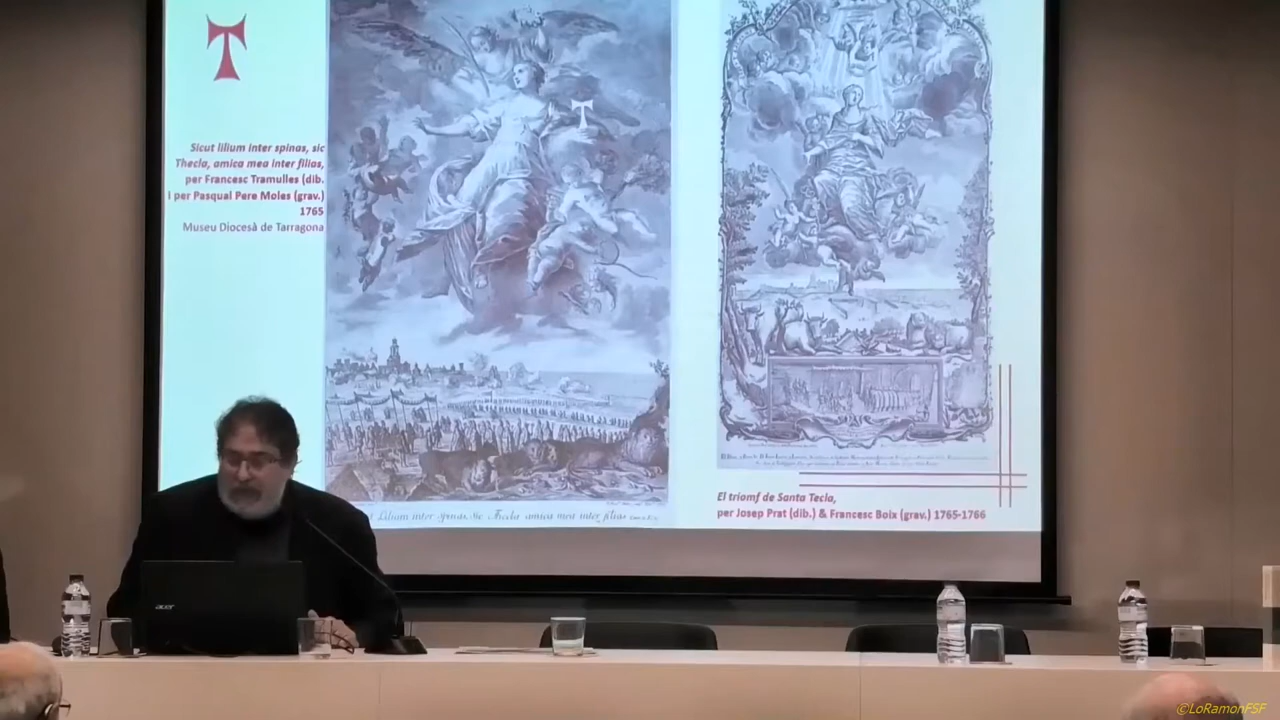 Sicut lilium inter spinas, sic
Thecla, amica mea inter filias,
per Francesc Tramulles (dib.
i per Pasqual Pere Moles (grav.)
1765
Museu Diocesà de Tarragona
Lilium inter spinas, Sic Thecla amica mea inter filias
El triomf de Santa Tecla,
per Josep Prat (dib.) & Francesc Boix (grav.) 1765-1766
acer
©LoRamonFSF